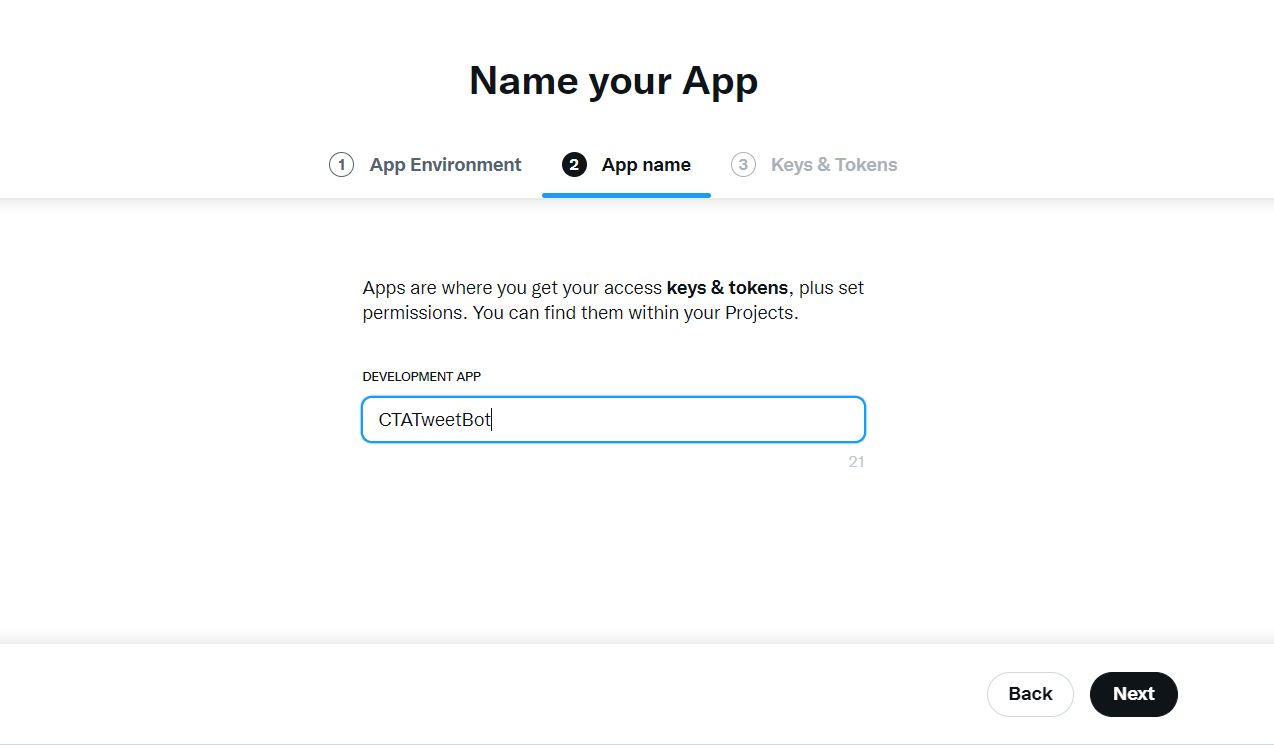 Name your App
1 App Environment 2 App name 3 Keys & Tokens
Apps are where you get your access keys & tokens, plus set
permissions. You can find them within your Projects.
DEVELOPMENT APP
CTATweetBot
21
Back Next